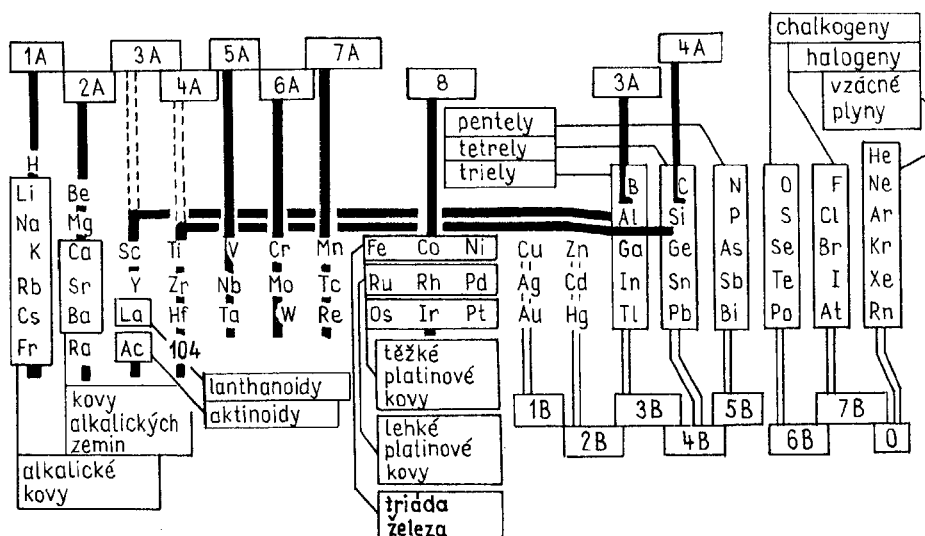 chalkogeny
halogeny
vzácné
plyny
1A 3A 5A 7A 4A
2A 4A 6A 8 3A
pentely
tetrely
triely
H He
Li Be B C N O F Ne
Na Mg Al Si P S Cl Ar
K Ca Sc Ti V Cr Mn Fe Co Ni Cu Zn Ga Ge As Se Br Kr
Rb Sr Y Zr Nb Mo Tc Ru Rh Pd Ag Cd In Sn Sb Te I Xe
Cs Ba La Hf Ta W Re Os Ir Pt Au Hg Tl Pb Bi Po At Rn
Fr Ra Ac 104
lanthanoidy
aktinoidy
kovy
alkalických
zemin
alkalické
kovy
těžké
platinové
kovy
lehké
platinové
kovy
triáda
železa
1B 3B 5B 7B
2B 4B 6B 0